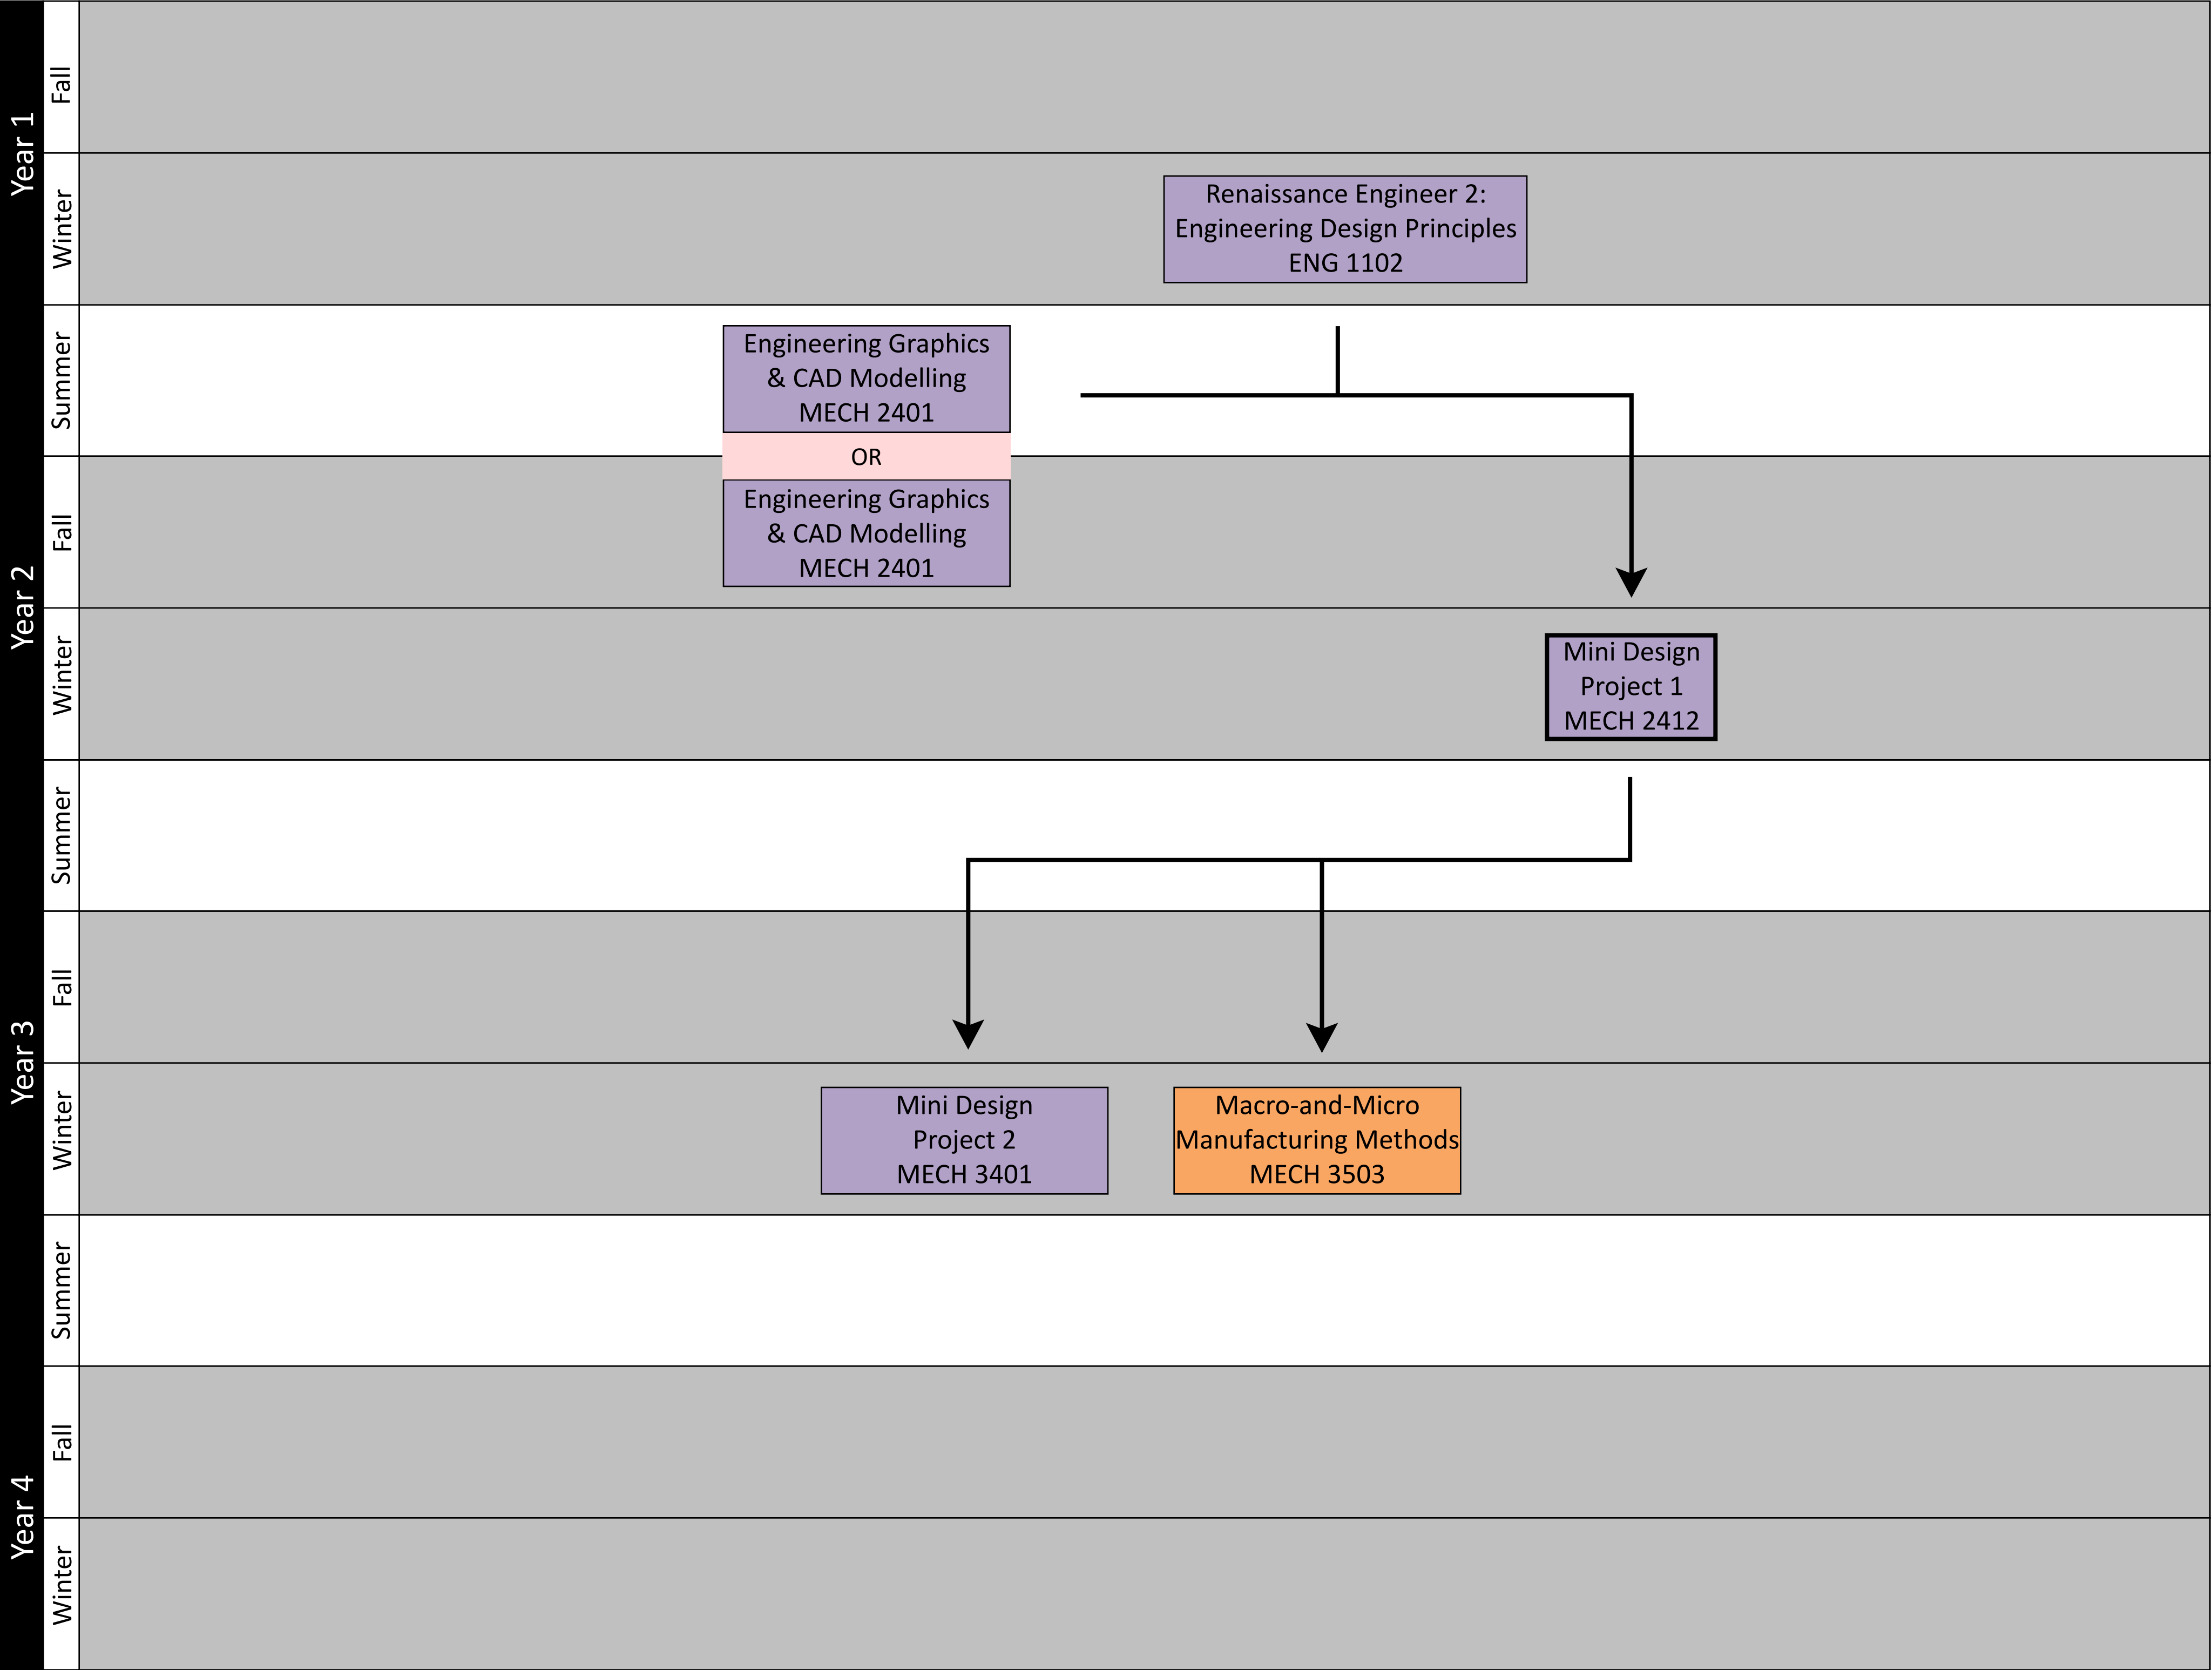 Year 1
Fall
Winter
Renaissance Engineer 2:
Engineering Design Principles
ENG 1102
Summer
Engineering Graphics
& CAD Modelling
MECH 2401
OR
Year 2
Fall
Engineering Graphics
& CAD Modelling
MECH 2401
Winter
Mini Design
Project 1
MECH 2412
Summer
Year 3
Fall
Winter
Mini Design
Project 2
MECH 3401
Macro-and-Micro
Manufacturing Methods
MECH 3503
Summer
Year 4
Fall
Winter